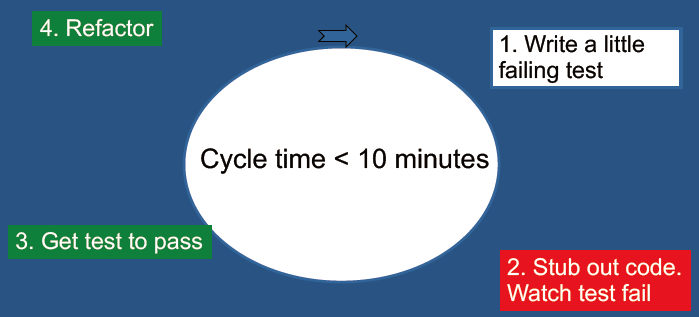 4. Refactor
1. Write a little
failing test
Cycle time < 10 minutes
3. Get test to pass
2. Stub out code.
Watch test fail